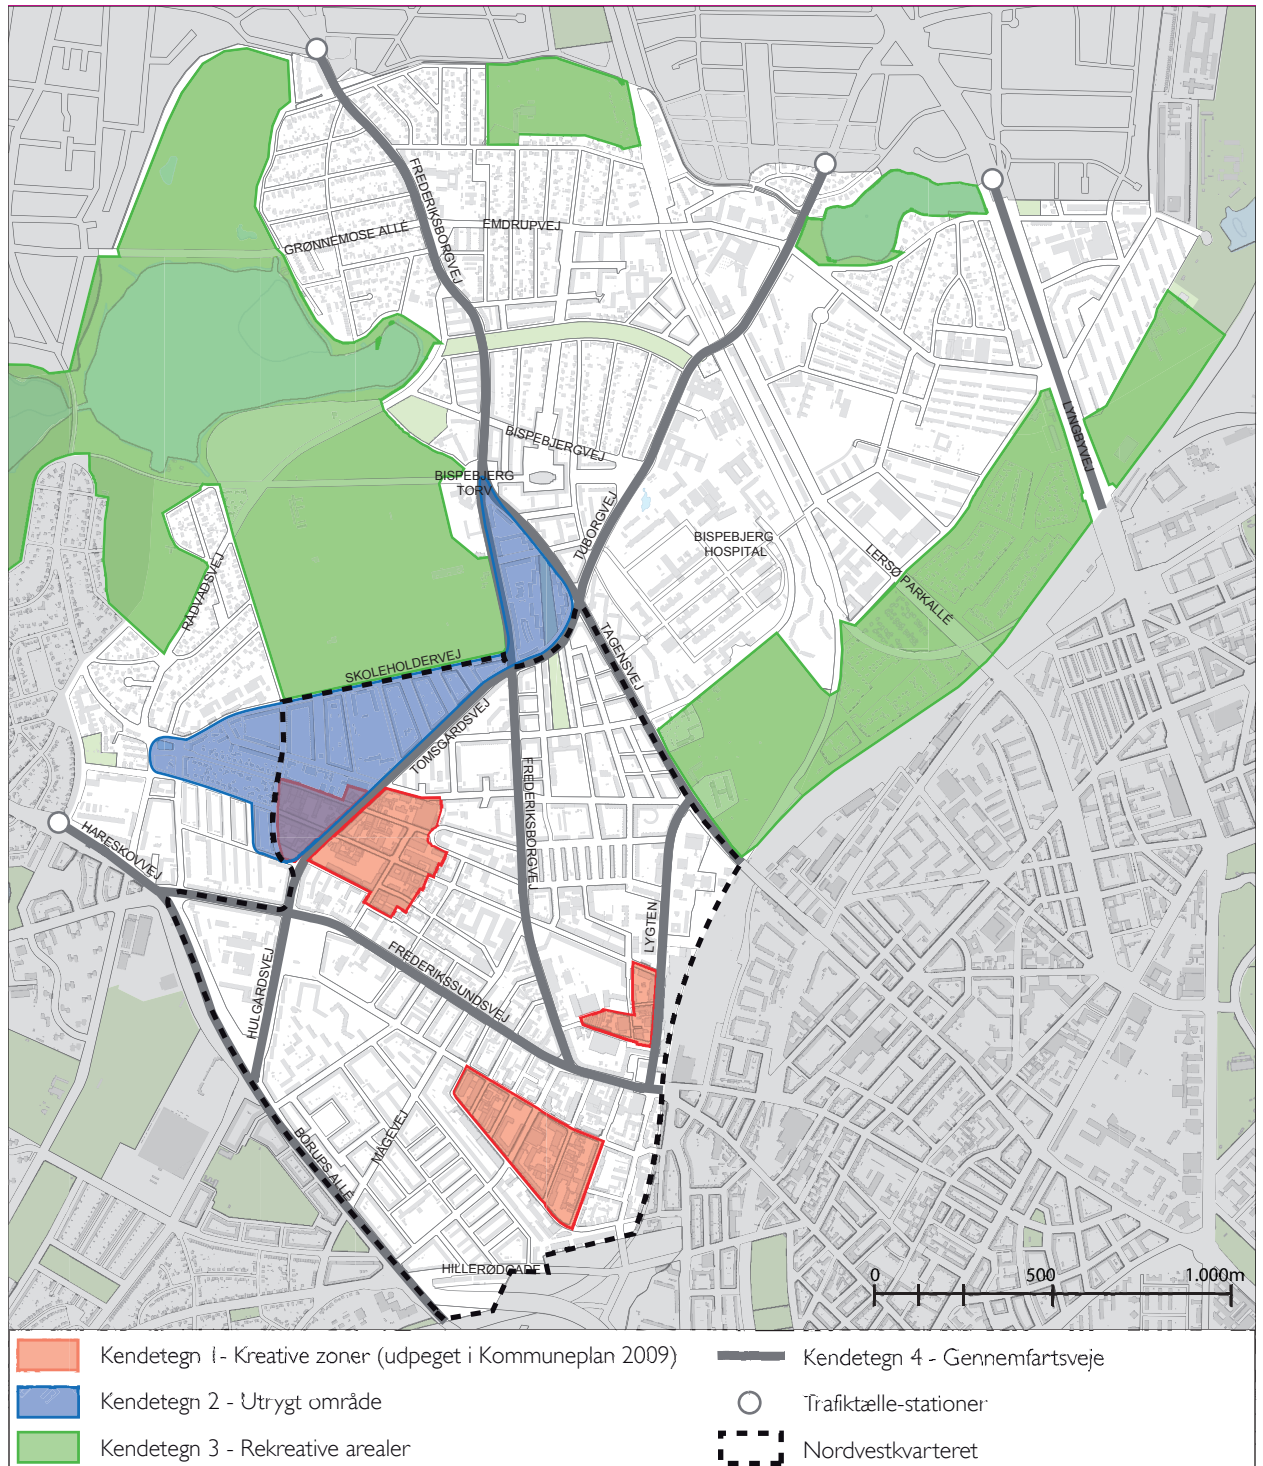 FREDERIKSBORGVEJ
GRØNNEMOSE ALLÉ
EMDRUPVEJ
LYNGBYVEJ
BISPEBJERGVEJ
BISPEBJERG
TORV
TUBORGVEJ
BISPEBJERG
HOSPITAL
LERSØ PARKALLÉ
RÅDVADSVEJ
TAGENSVEJ
SKOLEHOLDERVEJ
TOMSGÅRDSVEJ
FREDERIKSBORGVEJ
HARESKOVVEJ
LYGTEN
FREDERIKSSUNDSVEJ
HULGÅRDSVEJ
MÅGEVEJ
BORUPS ALLÉ
HILLERØDGADE
0 500 1.000m
Kendetegn 1- Kreative zoner (udpeget i Kommuneplan 2009)
Kendetegn 2 - Utrygt område
Kendetegn 3 - Rekreative arealer
Kendetegn 4 - Gennemfartsveje
Trafiktælle-stationer
Nordvestkvarteret